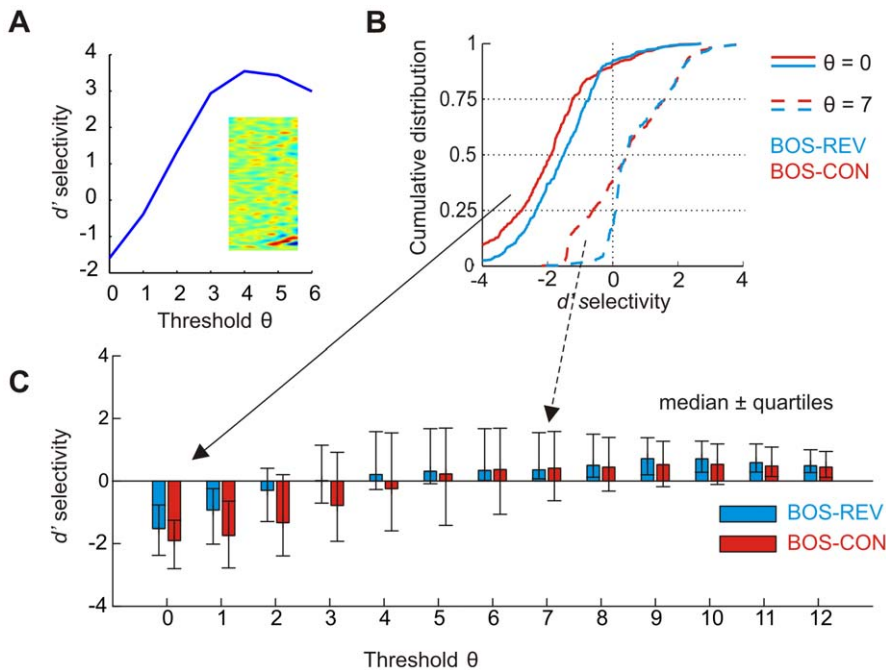 A
4
3
2
1
0
-1
-2
d' selectivity
0 1 2 3 4 5 6
Threshold θ
B
1
0.75
0.5
0.25
0
Cumulative distribution
-4 -2 0 2 4
d' selectivity
θ = 0
θ = 7
BOS-REV
BOS-CON
C
4
2
0
-2
-4
d' selectivity
median ± quartiles
BOS-REV
BOS-CON
0 1 2 3 4 5 6 7 8 9 10 11 12
Threshold θ